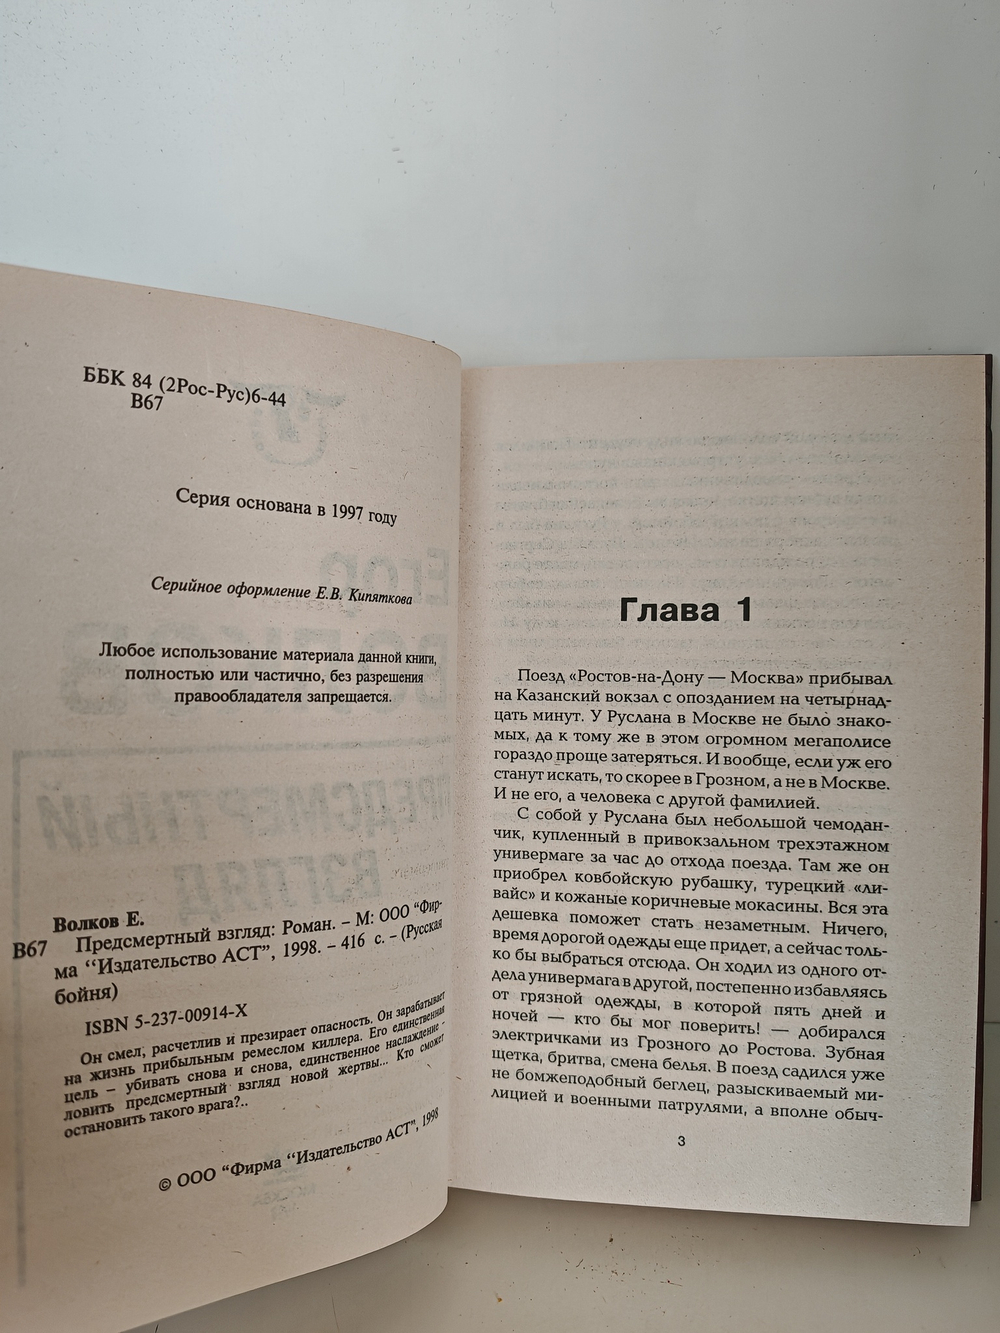 ББК 84 (2Рос-Рус)6-44
В67
Серия основана в 1997 году
Серийное оформление Е.В. Кипяткова
Любое использование материала данной книги,
полностью или частично, без разрешения
правообладателя запрещается.
Волков Е.
В67 Предсмертный взгляд: Роман. – М: ООО “Фир-
ма “Издательство АСТ”, 1998. – 416 с. – (Русская
бойня)
ISBN 5-237-00914-X
Он смел, расчетлив и презирает опасность. Он зарабатывает
на жизнь прибыльным ремеслом киллера. Его единственная
цель – убивать снова и снова, единственное наслаждение –
ловить предсмертный взгляд новой жертвы... Кто сможет
остановить такого врага?..
© ООО “Фирма “Издательство АСТ”, 1998
Глава 1
Поезд «Ростов-на-Дону — Москва» прибывал
на Казанский вокзал с опозданием на четырнад-
цать минут. У Руслана в Москве не было знако-
мых, да к тому же в этом огромном мегаполисе
гораздо проще затеряться. И вообще, если уж его
станут искать, то скорее в Грозном, а не в Москве.
И не его, а человека с другой фамилией.
С собой у Руслана был небольшой чемодан-
чик, купленный в привокзальном трехэтажном
универмаге за час до отхода поезда. Там же он
приобрел ковбойскую рубашку, турецкий «ли-
вайс» и кожаные коричневые мокасины. Вся эта
дешевка поможет стать незаметным. Ничего,
время дорогой одежды еще придет, а сейчас толь-
ко бы выбраться отсюда. Он ходил из одного от-
дела универмага в другой, постепенно избавляясь
от грязной одежды, в которой пять дней и
ночей — кто бы мог поверить! — добирался
электричками из Грозного до Ростова. Зубная
щетка, бритва, смена белья. В поезд садился уже
не бомжеподобный беглец, разыскиваемый ми-
лицией и военными патрулями, а вполне обыч-
3